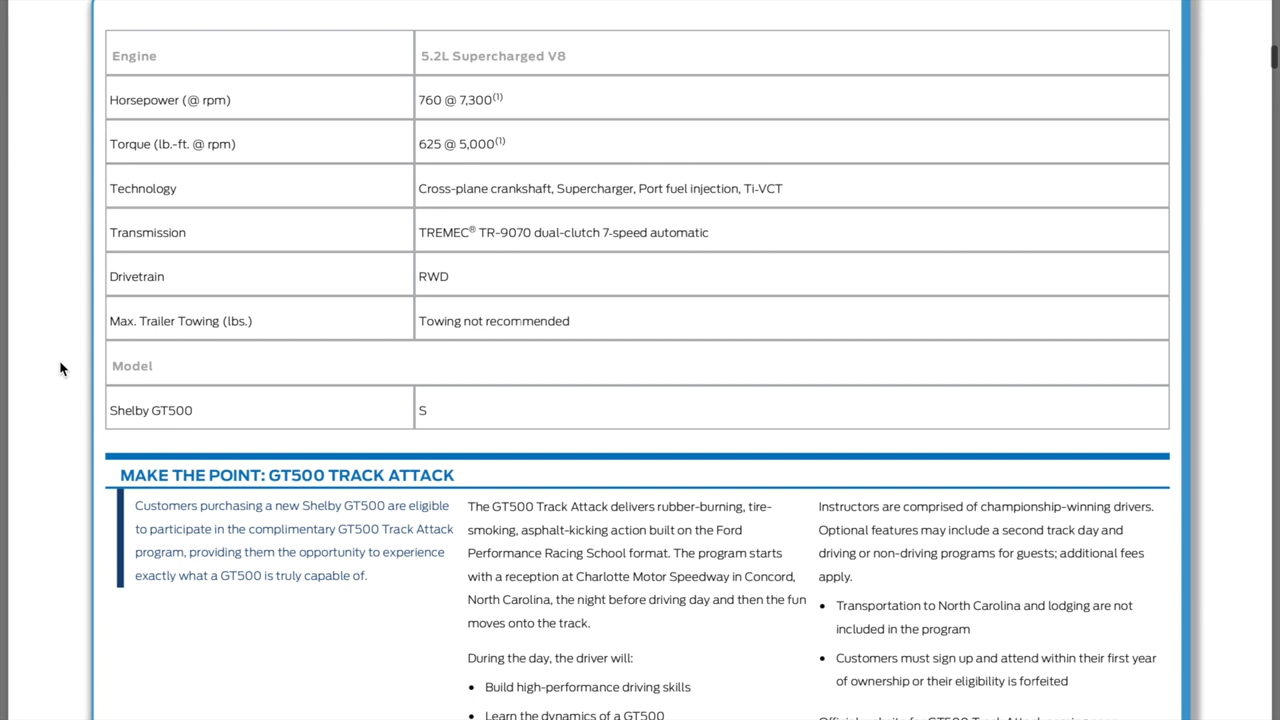 Engine 5.2L Supercharged V8
Horsepower (@ rpm) 760 @ 7,300(1)
Torque (lb.-ft. @ rpm) 625 @ 5,000(1)
Technology Cross-plane crankshaft, Supercharger, Port fuel injection, Ti-VCT
Transmission TREMEC® TR-9070 dual-clutch 7-speed automatic
Drivetrain RWD
Max. Trailer Towing (lbs.) Towing not recommended
Model
Shelby GT500 S
MAKE THE POINT: GT500 TRACK ATTACK
Customers purchasing a new Shelby GT500 are eligible
to participate in the complimentary GT500 Track Attack
program, providing them the opportunity to experience
exactly what a GT500 is truly capable of.
The GT500 Track Attack delivers rubber-burning, tire-
smoking, asphalt-kicking action built on the Ford
Performance Racing School format. The program starts
with a reception at Charlotte Motor Speedway in Concord,
North Carolina, the night before driving day and then the fun
moves onto the track.
During the day, the driver will:
• Build high-performance driving skills
• Learn the dynamics of a GT500
Instructors are comprised of championship-winning drivers.
Optional features may include a second track day and
driving or non-driving programs for guests; additional fees
apply.
• Transportation to North Carolina and lodging are not
included in the program
• Customers must sign up and attend within their first year
of ownership or their eligibility is forfeited